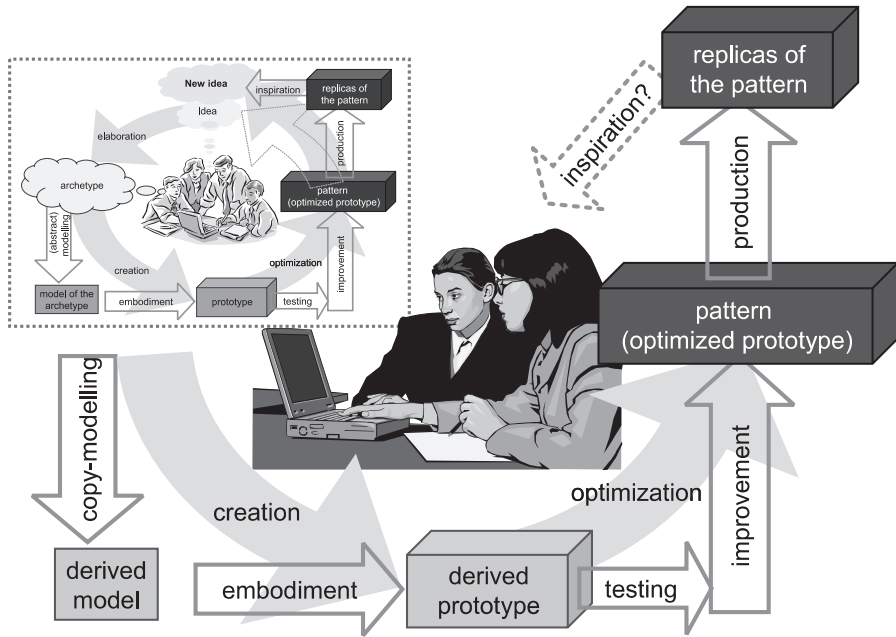 New idea
Idea
inspiration
replicas of
the pattern
elaboration
production
archetype
pattern
(optimized prototype)
(abstract)
modelling
creation
optimization
improvement
model of the
archetype
embodiment
prototype
testing
replicas of
the pattern
inspiration?
production
pattern
(optimized prototype)
copy-modelling
creation
optimization
improvement
derived
model
embodiment
derived
prototype
testing